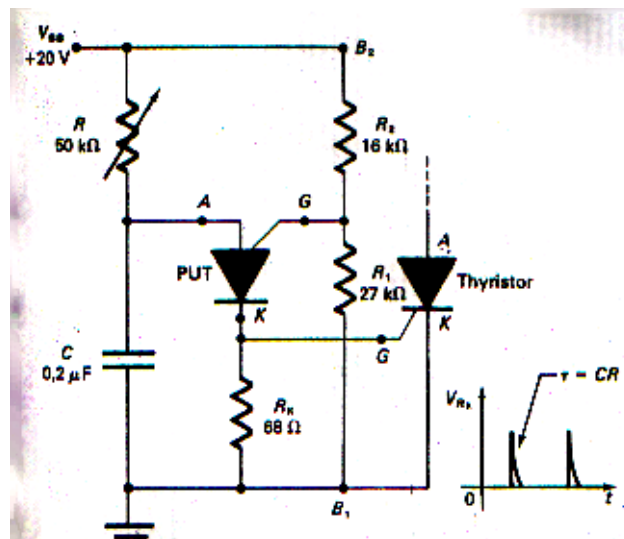 V_BB
+20 V
B₂
R
50 kΩ
R₂
16 kΩ
A
G
A
PUT
R₁
27 kΩ
Thyristor
K
K
G
C
0,2 μF
R_K
68 Ω
V_Rk
τ = CR
0
t
B₁